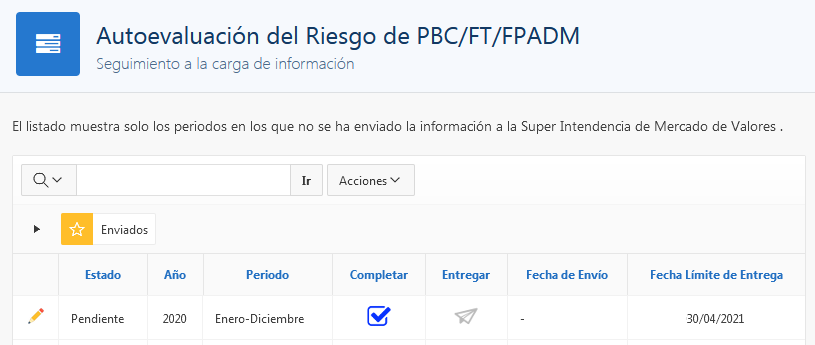 Autoevaluación del Riesgo de PBC/FT/FPADM
Seguimiento a la carga de información
El listado muestra solo los periodos en los que no se ha enviado la información a la Super Intendencia de Mercado de Valores .
Ir Acciones
Enviados
Estado Año Periodo Completar Entregar Fecha de Envío Fecha Límite de Entrega
Pendiente 2020 Enero-Diciembre - 30/04/2021